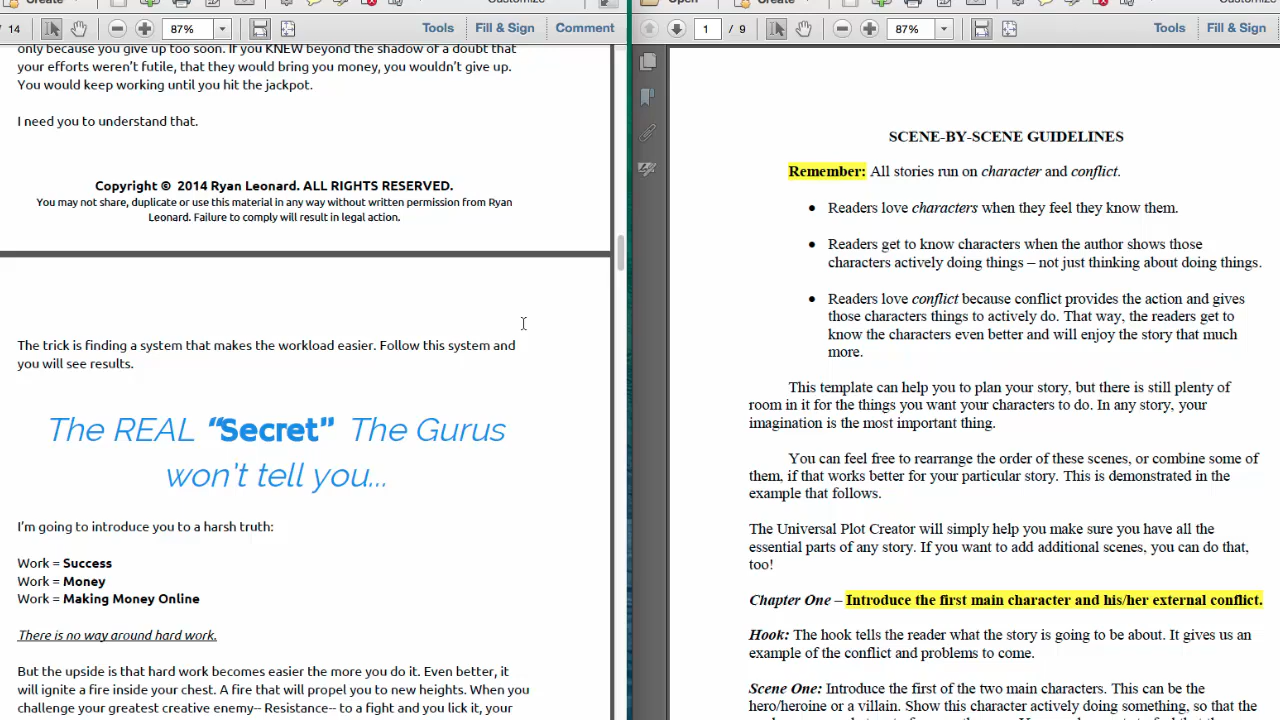 Create
Customize
/ 14
87%
Tools
Fill & Sign
Comment
only because you give up too soon. If you KNEW beyond the shadow of a doubt that
your efforts weren't futile, that they would bring you money, you wouldn't give up.
You would keep working until you hit the jackpot.
I need you to understand that.
Copyright © 2014 Ryan Leonard. ALL RIGHTS RESERVED.
You may not share, duplicate or use this material in any way without written permission from Ryan
Leonard. Failure to comply will result in legal action.
The trick is finding a system that makes the workload easier. Follow this system and
you will see results.
The REAL "Secret" The Gurus
won't tell you...
I'm going to introduce you to a harsh truth:
Work = Success
Work = Money
Work = Making Money Online
There is no way around hard work.
But the upside is that hard work becomes easier the more you do it. Even better, it
will ignite a fire inside your chest. A fire that will propel you to new heights. When you
challenge your greatest creative enemy-- Resistance-- to a fight and you lick it, your
Open
Create
Customize
1 / 9
87%
Tools
Fill & Sign
SCENE-BY-SCENE GUIDELINES
Remember: All stories run on character and conflict.
• Readers love characters when they feel they know them.
• Readers get to know characters when the author shows those
characters actively doing things – not just thinking about doing things.
• Readers love conflict because conflict provides the action and gives
those characters things to actively do. That way, the readers get to
know the characters even better and will enjoy the story that much
more.
This template can help you to plan your story, but there is still plenty of
room in it for the things you want your characters to do. In any story, your
imagination is the most important thing.
You can feel free to rearrange the order of these scenes, or combine some of
them, if that works better for your particular story. This is demonstrated in the
example that follows.
The Universal Plot Creator will simply help you make sure you have all the
essential parts of any story. If you want to add additional scenes, you can do that,
too!
Chapter One – Introduce the first main character and his/her external conflict.
Hook: The hook tells the reader what the story is going to be about. It gives us an
example of the conflict and problems to come.
Scene One: Introduce the first of the two main characters. This can be the
hero/heroine or a villain. Show this character actively doing something, so that the